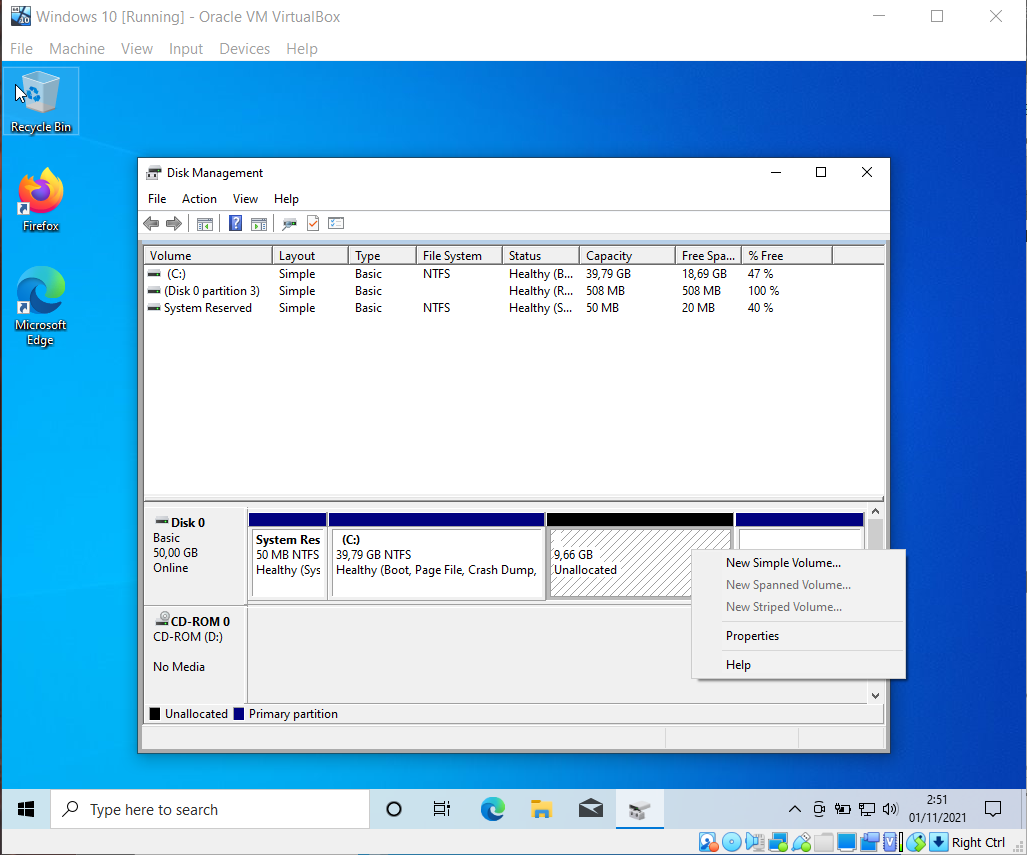 Windows 10 [Running] - Oracle VM VirtualBox
File Machine View Input Devices Help
Recycle Bin
Firefox
Microsoft
Edge
Disk Management
File Action View Help
Volume Layout Type File System Status Capacity Free Spa... % Free
(C:) Simple Basic NTFS Healthy (B... 39,79 GB 18,69 GB 47 %
(Disk 0 partition 3) Simple Basic Healthy (R... 508 MB 508 MB 100 %
System Reserved Simple Basic NTFS Healthy (S... 50 MB 20 MB 40 %
Disk 0
Basic
50,00 GB
Online
System Res
50 MB NTFS
Healthy (Sys
(C:)
39,79 GB NTFS
Healthy (Boot, Page File, Crash Dump,
9,66 GB
Unallocated
New Simple Volume...
New Spanned Volume...
New Striped Volume...
Properties
Help
CD-ROM 0
CD-ROM (D:)
No Media
Unallocated Primary partition
Type here to search
2:51
01/11/2021
Right Ctrl